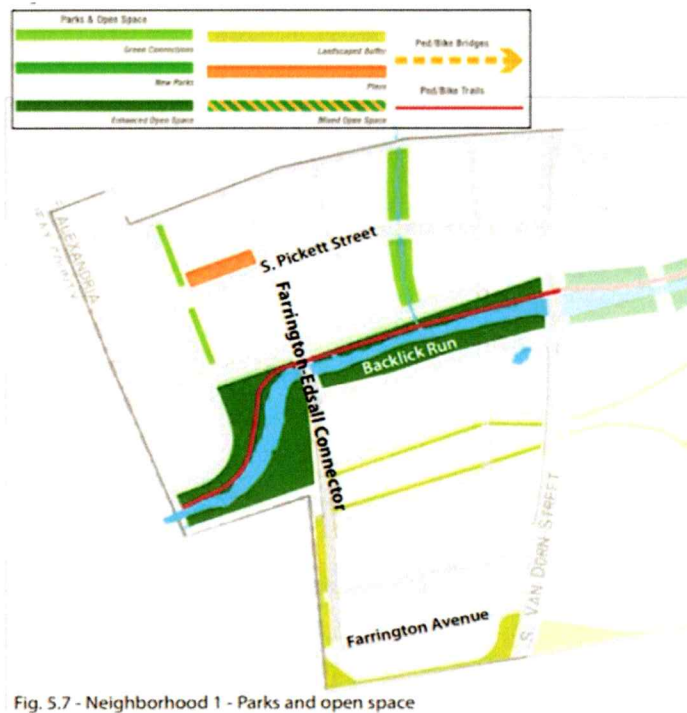 Parks & Open Space
Green Connections
New Parks
Enhanced Open Space
Landscaped Buffer
Plaza
Mixed Open Space
Ped/Bike Bridges
Ped/Bike Trails
ALEXANDRIA
S. Pickett Street
Farrington-Edsall Connector
Backlick Run
S. VAN DORN STREET
Farrington Avenue
Fig. 5.7 - Neighborhood 1 - Parks and open space